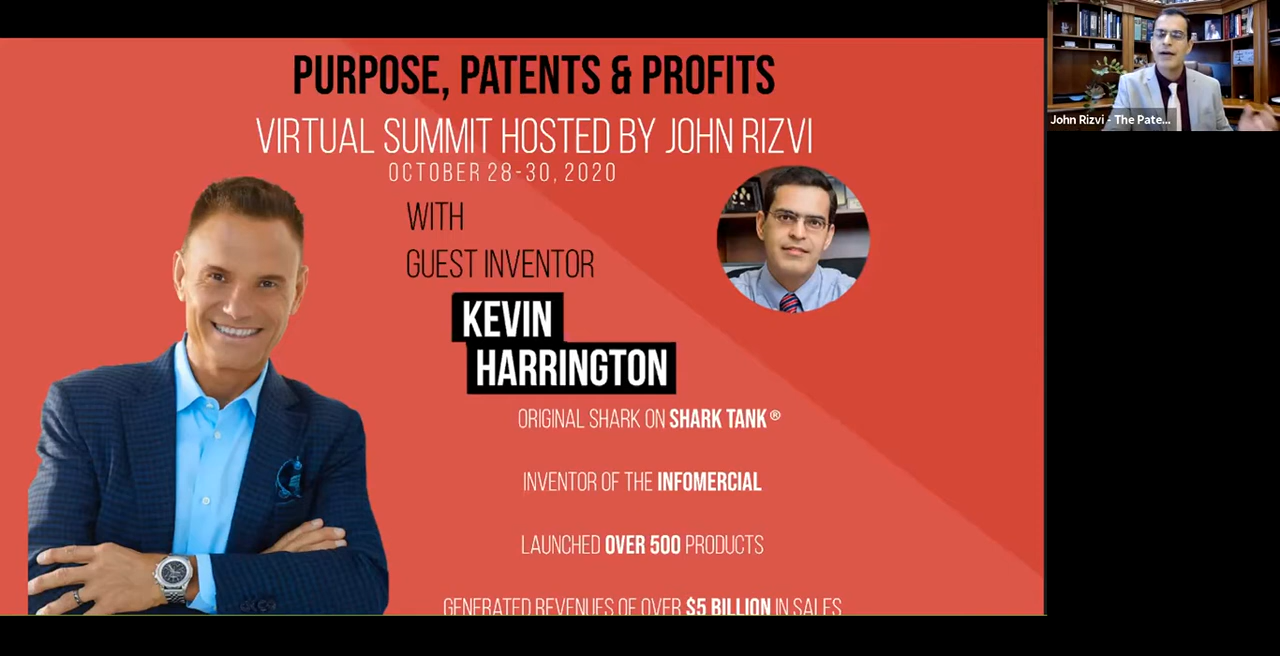 PURPOSE, PATENTS & PROFITS
VIRTUAL SUMMIT HOSTED BY JOHN RIZVI
OCTOBER 28-30, 2020
WITH
GUEST INVENTOR
KEVIN
HARRINGTON
ORIGINAL SHARK ON SHARK TANK®
INVENTOR OF THE INFOMERCIAL
LAUNCHED OVER 500 PRODUCTS
GENERATED REVENUES OF OVER $5 BILLION IN SALES
John Rizvi - The Pate...